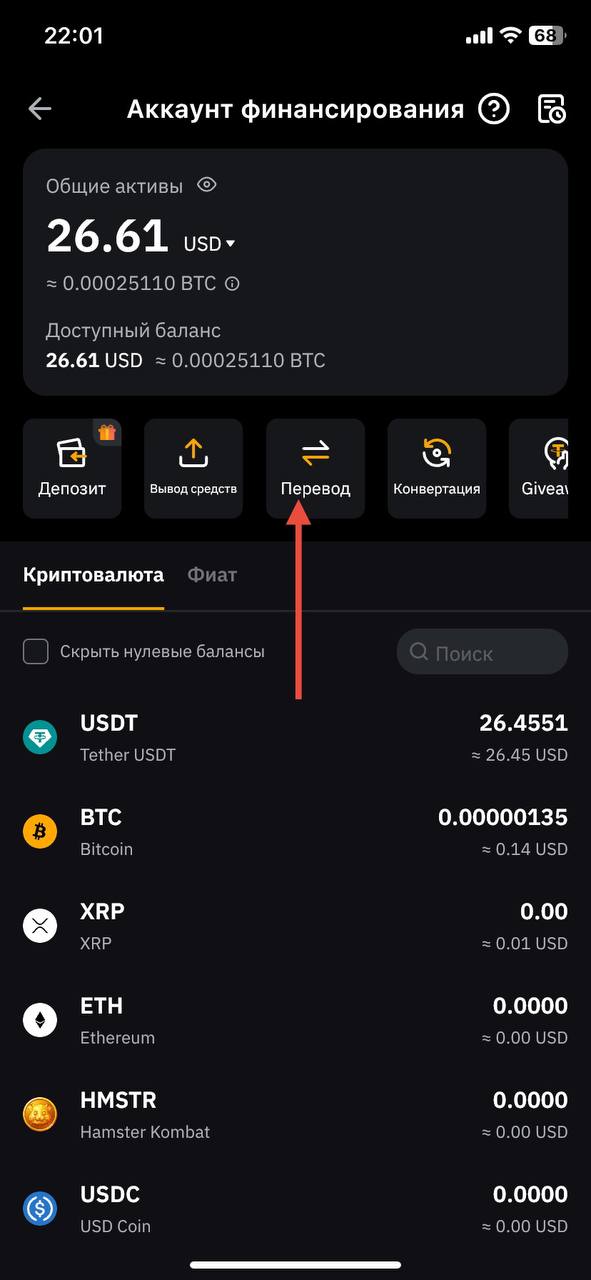 22:01
68
Аккаунт финансирования
Общие активы
26.61 USD
≈ 0.00025110 BTC
Доступный баланс
26.61 USD ≈ 0.00025110 BTC
Депозит
Вывод средств
Перевод
Конвертация
Giveaw
Криптовалюта
Фиат
Скрыть нулевые балансы
Поиск
USDT 26.4551
Tether USDT ≈ 26.45 USD
BTC 0.00000135
Bitcoin ≈ 0.14 USD
XRP 0.00
XRP ≈ 0.01 USD
ETH 0.0000
Ethereum ≈ 0.00 USD
HMSTR 0.0000
Hamster Kombat ≈ 0.00 USD
USDC 0.0000
USD Coin ≈ 0.00 USD